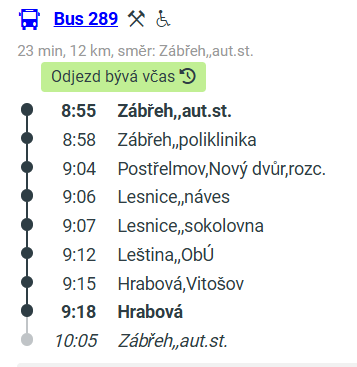 Bus 289
23 min, 12 km, směr: Zábřeh,,aut.st.
Odjezd bývá včas
8:55 Zábřeh,,aut.st.
8:58 Zábřeh,,poliklinika
9:04 Postřelmov,Nový dvůr,rozc.
9:06 Lesnice,,náves
9:07 Lesnice,,sokolovna
9:12 Leština,,ObÚ
9:15 Hrabová,Vitošov
9:18 Hrabová
10:05 Zábřeh,,aut.st.